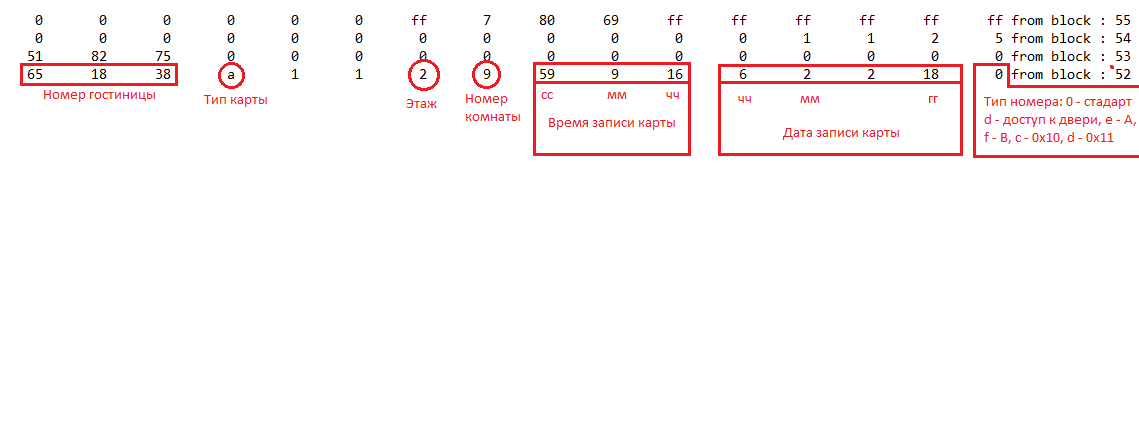 0 0 0 0 0 0 ff 7 80 69 ff ff ff ff ff ff from block : 55
0 0 0 0 0 0 0 0 0 0 0 0 1 1 2 5 from block : 54
51 82 75 0 0 0 0 0 0 0 0 0 0 0 0 0 from block : 53
65 18 38 a 1 1 2 9 59 9 16 6 2 2 18 0 from block : 52
Номер гостиницы
Тип карты
Этаж
Номер
комнаты
сс мм чч
Время записи карты
чч мм гг
Дата записи карты
Тип номера: 0 - стадарт
d - доступ к двери, e - A,
f - B, c - 0x10, d - 0x11